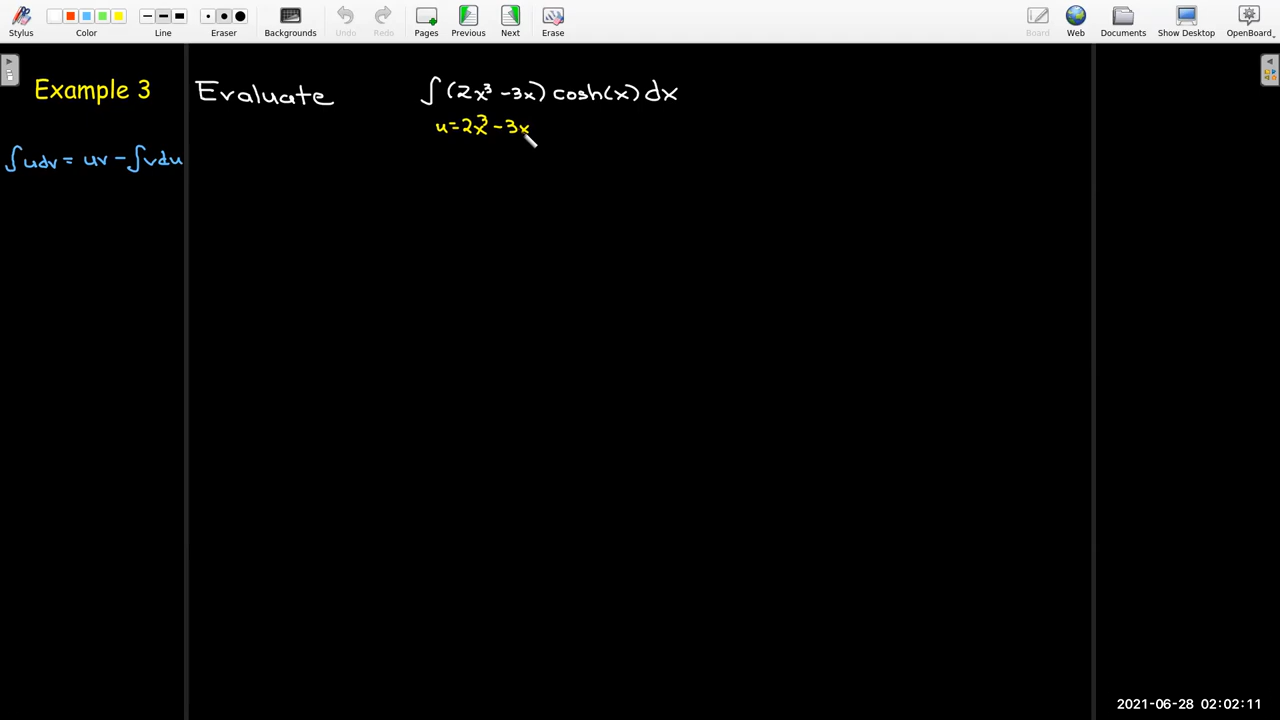 Stylus Color Line Eraser Backgrounds Undo Redo Pages Previous Next Erase Board Web Documents Show Desktop OpenBoard
Example 3 Evaluate ∫(2x³ -3x) cosh(x) dx
u=2x³ - 3x
∫udv = uv - ∫vdu
2021-06-28 02:02:11